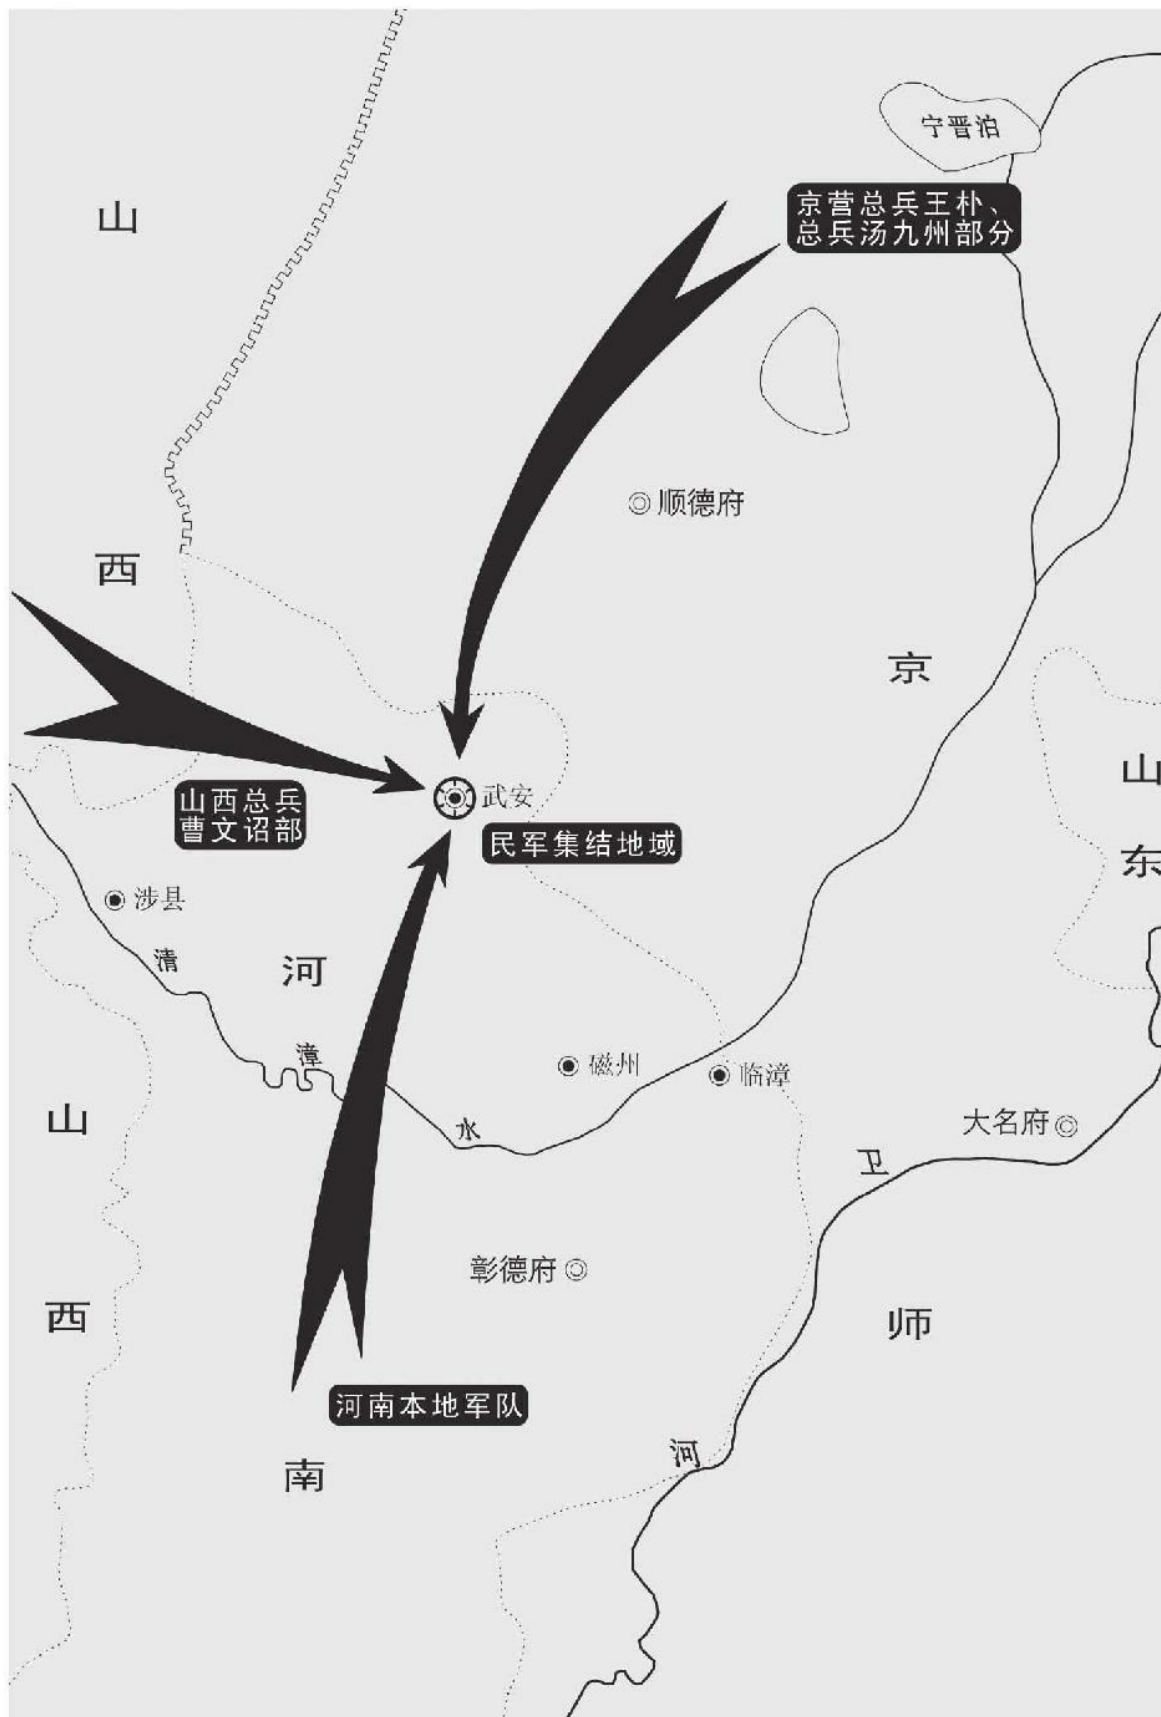 宁晋泊
京营总兵王朴、
总兵汤九州部分
山
西
顺德府
京
师
山
东
山西总兵
曹文诏部
武安
民军集结地域
涉县
清
漳
水
河
南
磁州
临漳
大名府
卫
河
山
西
彰德府
河南本地军队